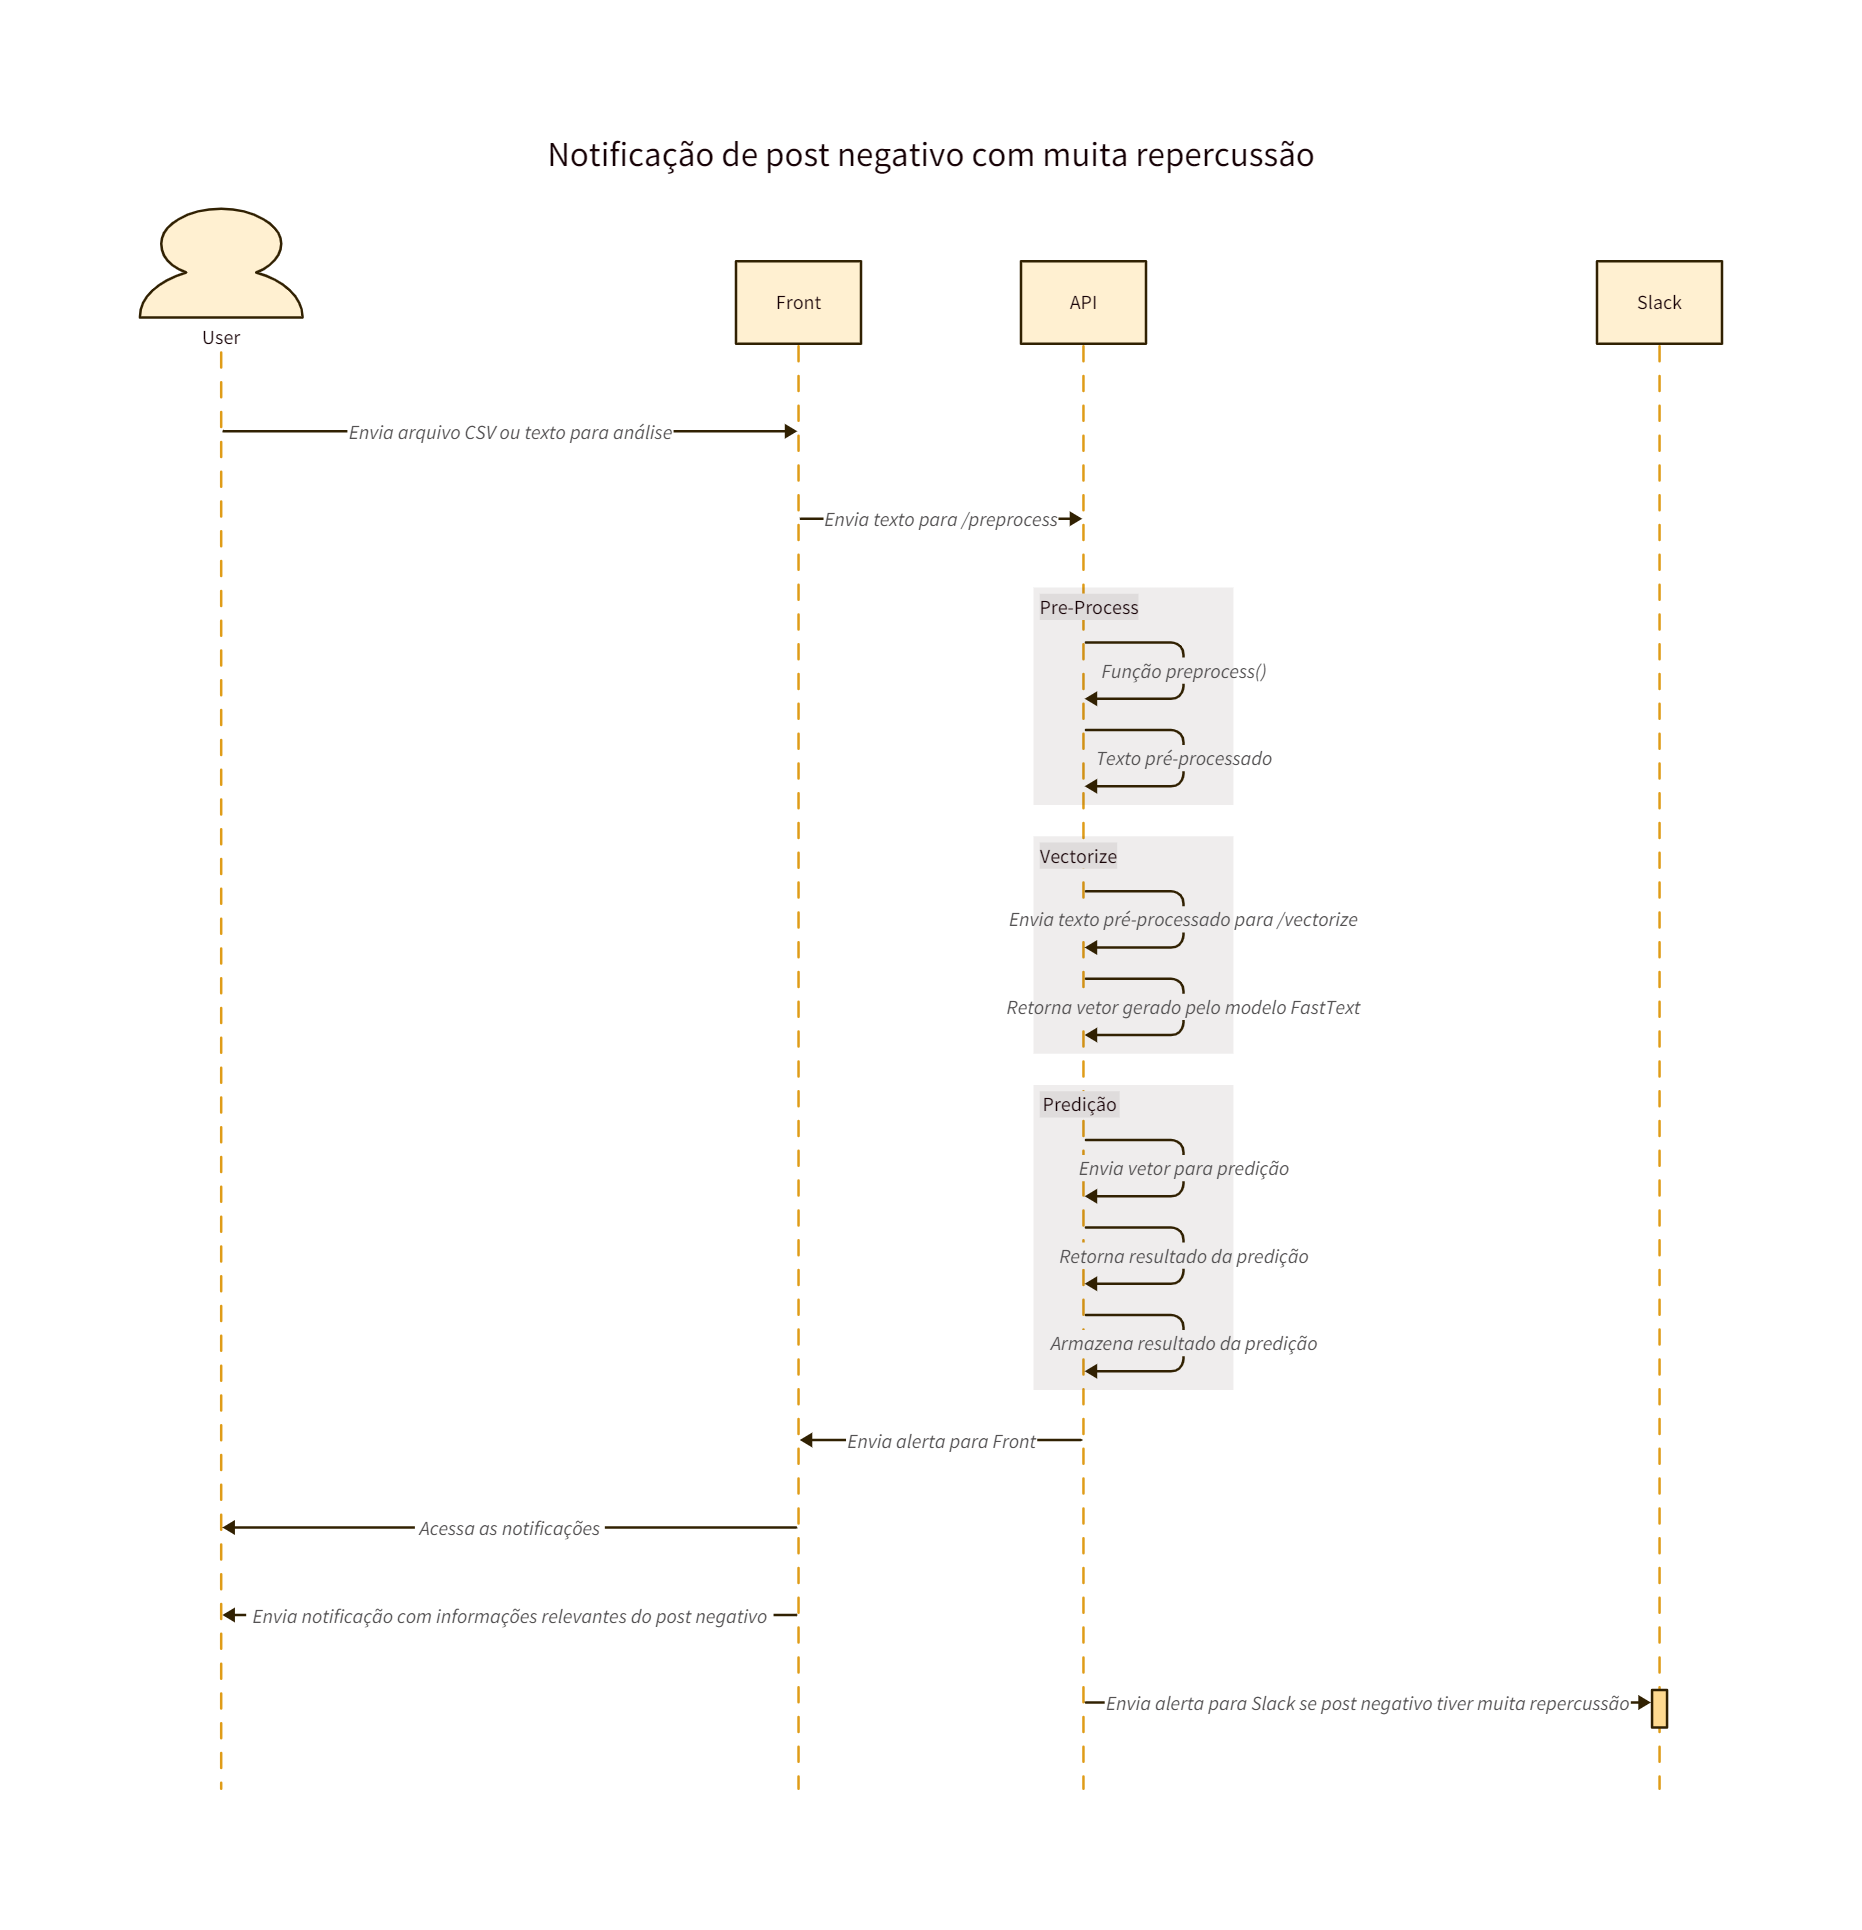 Notificação de post negativo com muita repercussão
User
Front
API
Slack
Envia arquivo CSV ou texto para análise
Envia texto para /preprocess
Pre-Process
Função preprocess()
Texto pré-processado
Vectorize
Envia texto pré-processado para /vectorize
Retorna vetor gerado pelo modelo FastText
Predição
Envia vetor para predição
Retorna resultado da predição
Armazena resultado da predição
Envia alerta para Front
Acessa as notificações
Envia notificação com informações relevantes do post negativo
Envia alerta para Slack se post negativo tiver muita repercussão